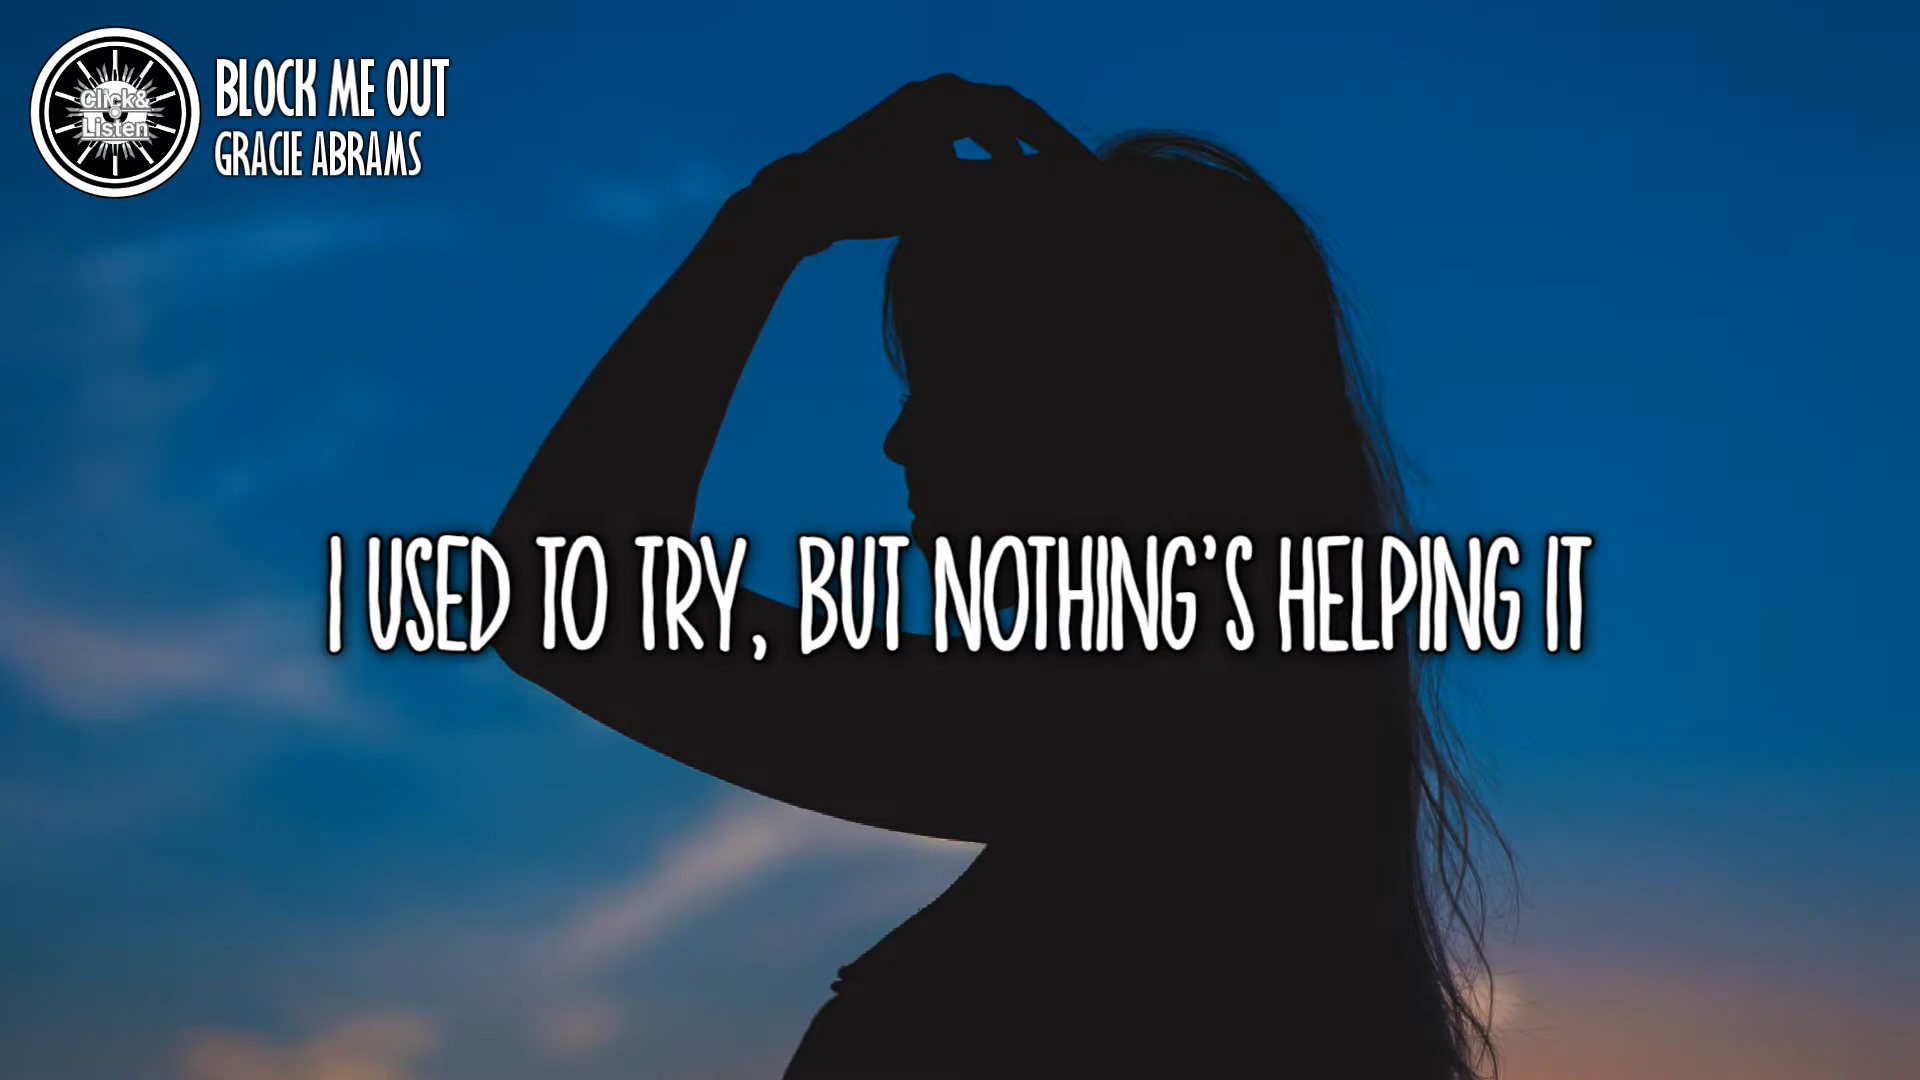 Click&
Listen
BLOCK ME OUT
GRACIE ABRAMS
I USED TO TRY, BUT NOTHING'S HELPING IT